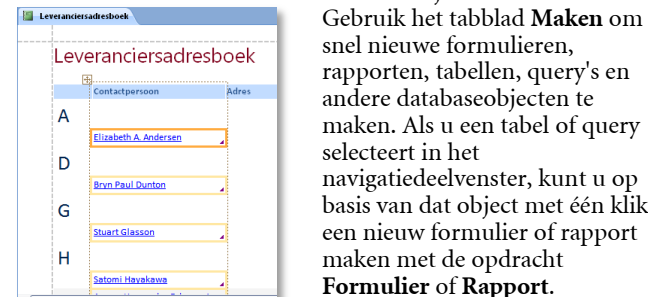 Leveranciersadresboek
Leveranciersadresboek
Contactpersoon Adres
A
Elizabeth A. Andersen
D
Bryn Paul Dunton
G
Stuart Glasson
H
Satomi Hayakawa
Gebruik het tabblad Maken om
snel nieuwe formulieren,
rapporten, tabellen, query's en
andere databaseobjecten te
maken. Als u een tabel of query
selecteert in het
navigatiedeelvenster, kunt u op
basis van dat object met één klik
een nieuw formulier of rapport
maken met de opdracht
Formulier of Rapport.